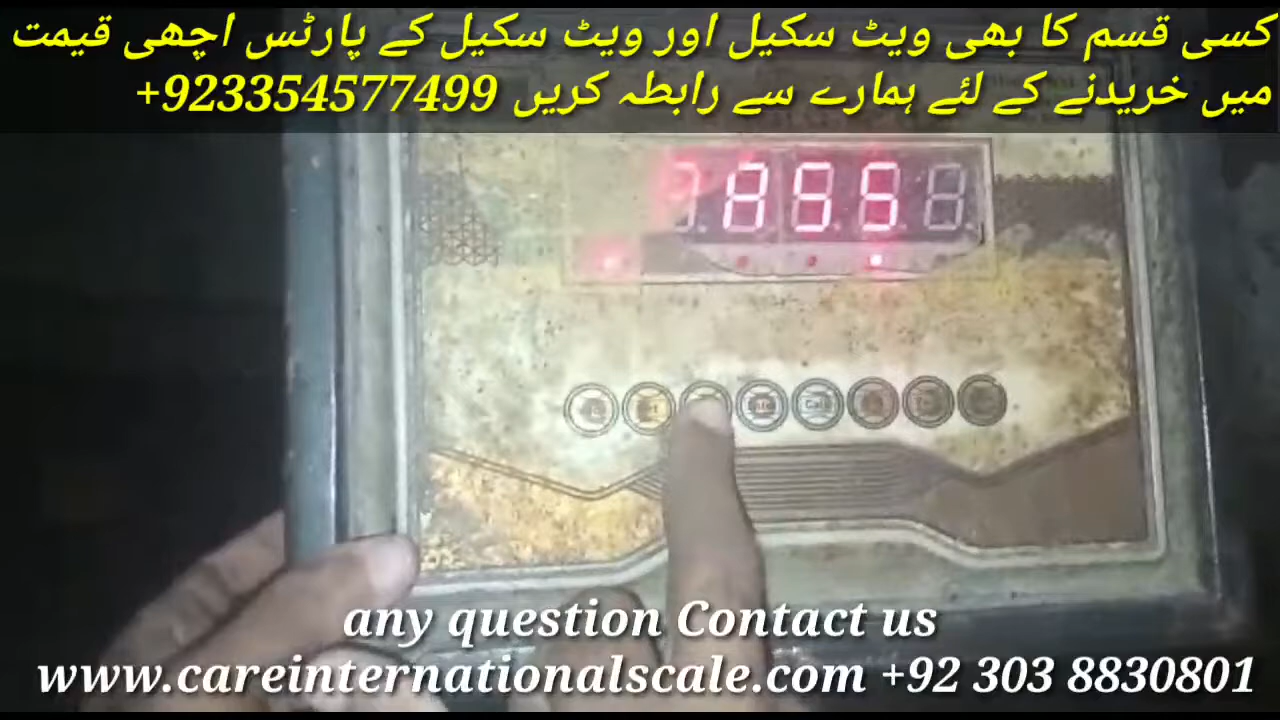 کسی قسم کا بھی ویٹ سکیل اور ویٹ سکیل کے پارٹس اچھی قیمت
میں خریدنے کے لئے ہمارے سے رابطہ کریں 923354577499+
Cal
any question Contact us
www.careinternationalscale.com +92 303 8830801